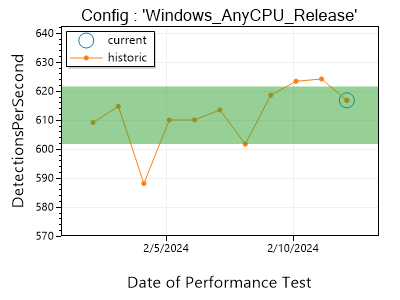 Config : 'Windows_AnyCPU_Release'
current
historic
DetectionsPerSecond
640
630
620
610
600
590
580
570
2/5/2024
2/10/2024
Date of Performance Test